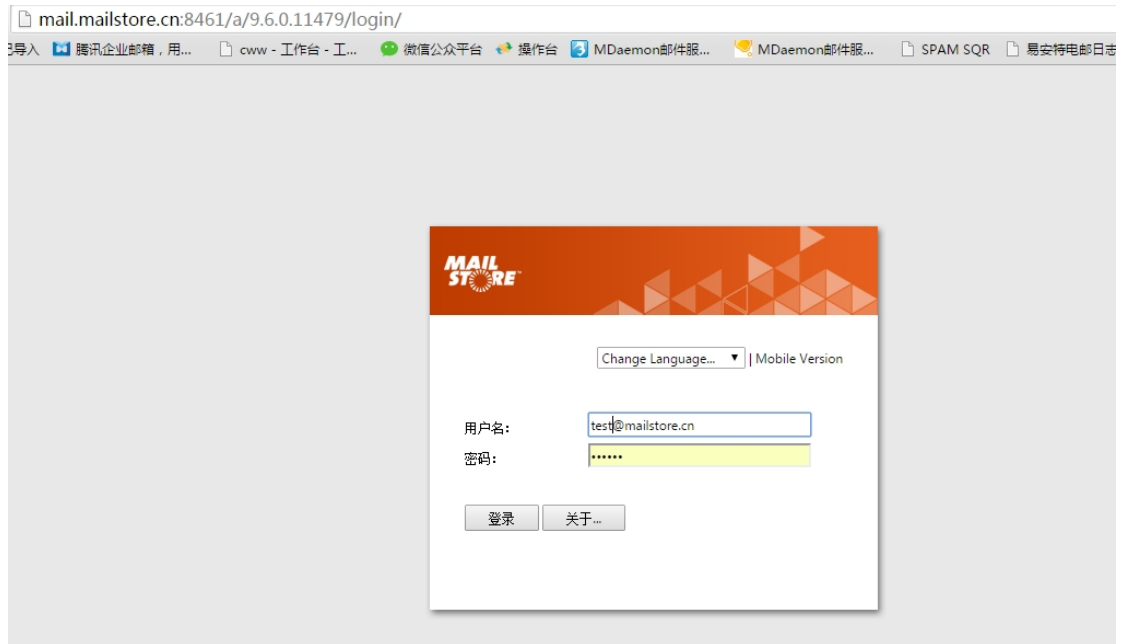 mail.mailstore.cn:8461/a/9.6.0.11479/login/
导入 腾讯企业邮箱，用... cww - 工作台 - 工... 微信公众平台 操作台 MDaemon邮件服... MDaemon邮件服... SPAM SQR 易安特电邮日志
MAIL
STORE™
Change Language... ▼ | Mobile Version
用户名： test@mailstore.cn
密码： ••••••
登录 关于...